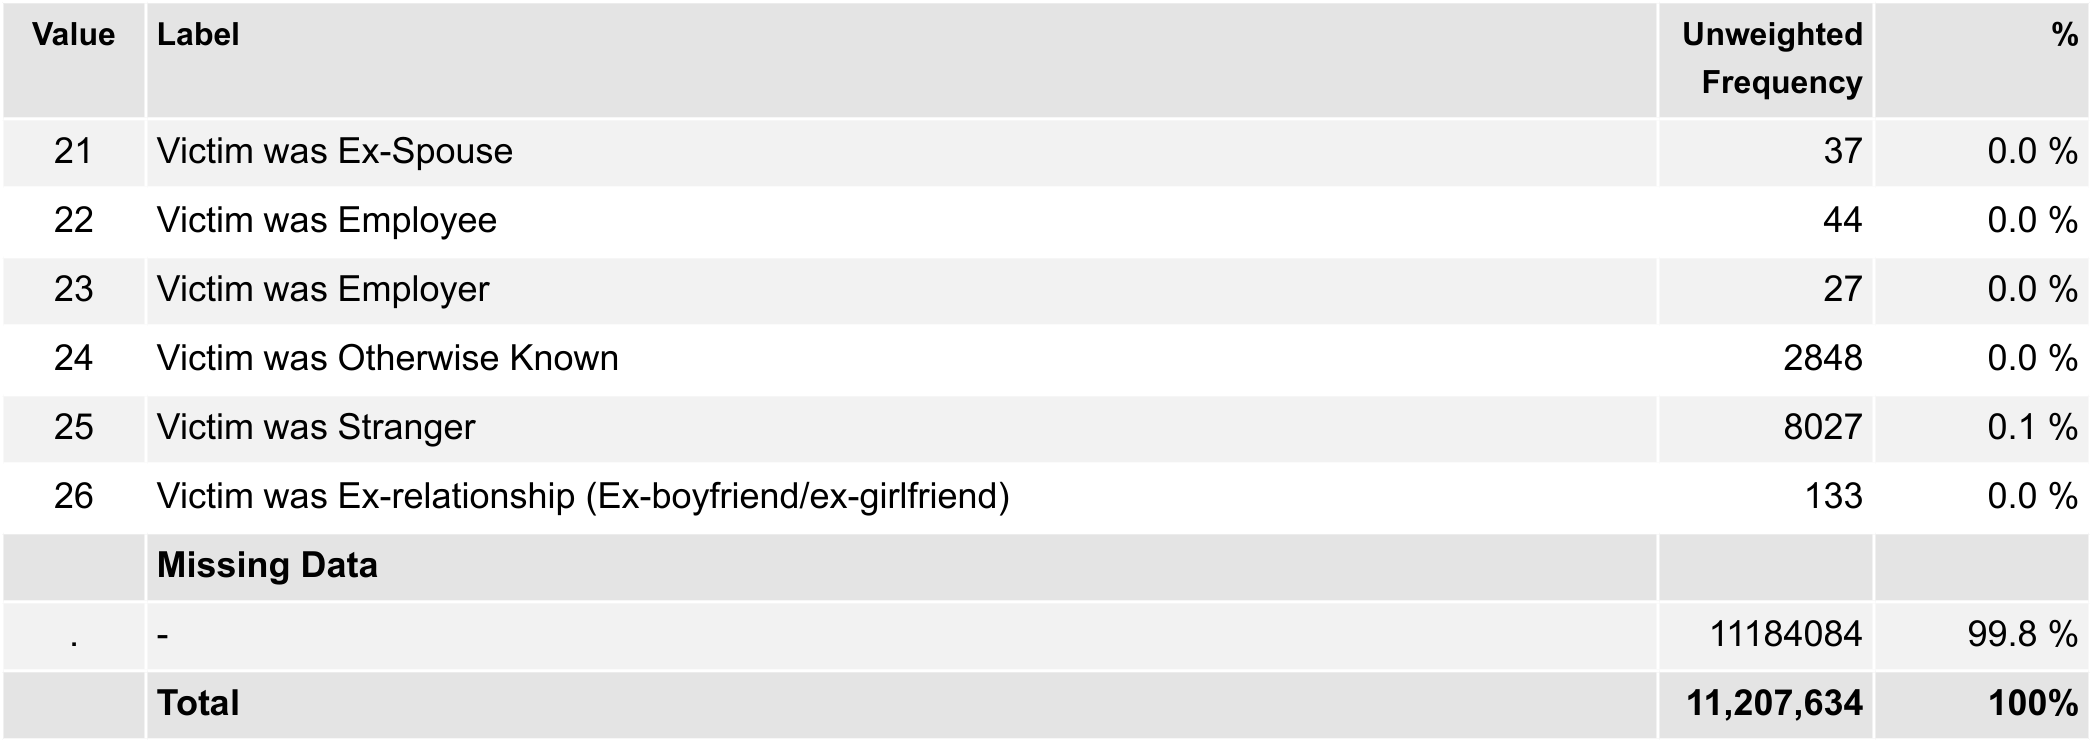 Value Label Unweighted Frequency %
21 Victim was Ex-Spouse 37 0.0 %
22 Victim was Employee 44 0.0 %
23 Victim was Employer 27 0.0 %
24 Victim was Otherwise Known 2848 0.0 %
25 Victim was Stranger 8027 0.1 %
26 Victim was Ex-relationship (Ex-boyfriend/ex-girlfriend) 133 0.0 %
Missing Data
. - 11184084 99.8 %
Total 11,207,634 100%